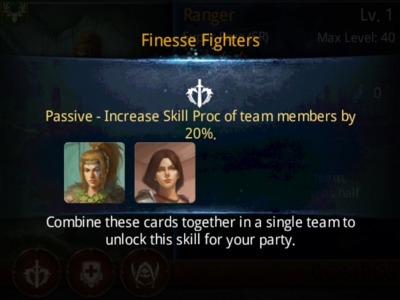 Ranger
Lv. 1
Max Level: 40
Finesse Fighters
Passive - Increase Skill Proc of team members by
20%.
Combine these cards together in a single team to
unlock this skill for your party.